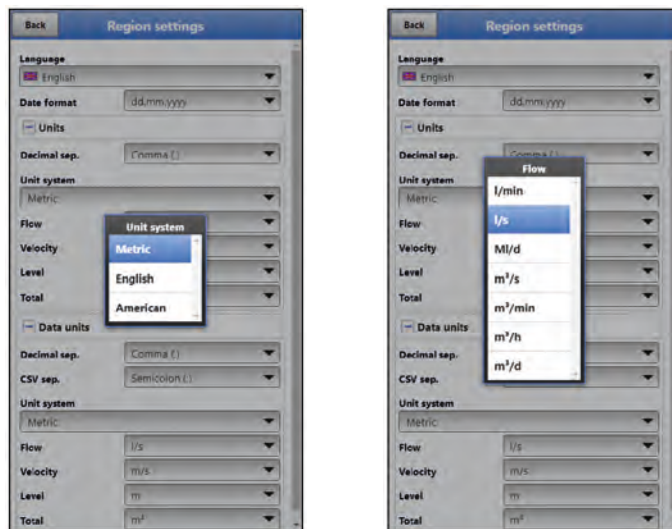 Back Region settings
Language
English
Date format dd.mm.yyyy
Units
Decimal sep. Comma (,)
Unit system
Metric
Flow
Velocity
Level
Total
Unit system
Metric
English
American
Data units
Decimal sep. Comma (,)
CSV sep. Semicolon (;)
Unit system
Metric
Flow l/s
Velocity m/s
Level m
Total m³
Back Region settings
Language
English
Date format dd.mm.yyyy
Units
Decimal sep. Comma (,)
Unit system
Metric
Flow
Velocity
Level
Total
Flow
l/min
l/s
Ml/d
m³/s
m³/min
m³/h
m³/d
Data units
Decimal sep.
CSV sep.
Unit system
Metric
Flow l/s
Velocity m/s
Level m
Total m³